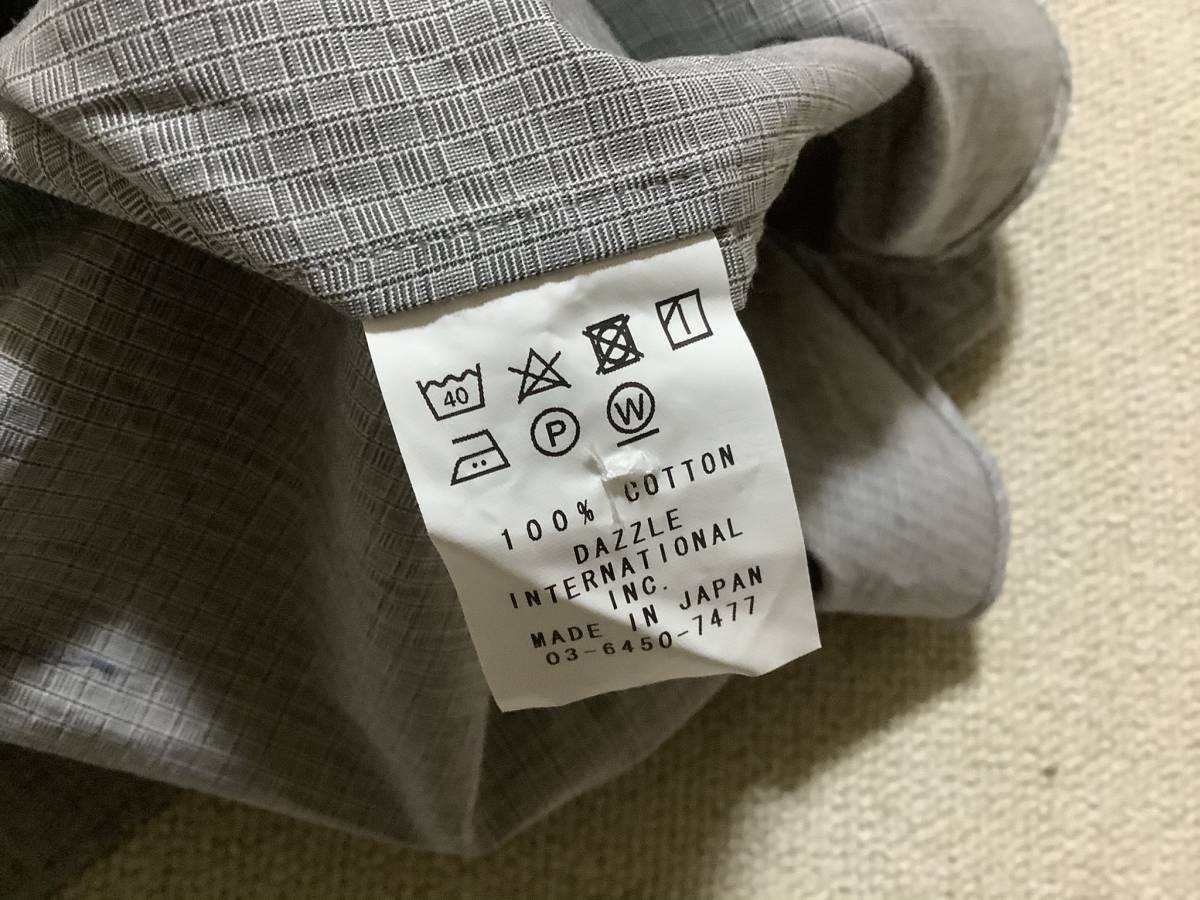 40
P W
100% COTTON
DAZZLE
INTERNATIONAL
INC.
MADE IN JAPAN
03-6450-7477